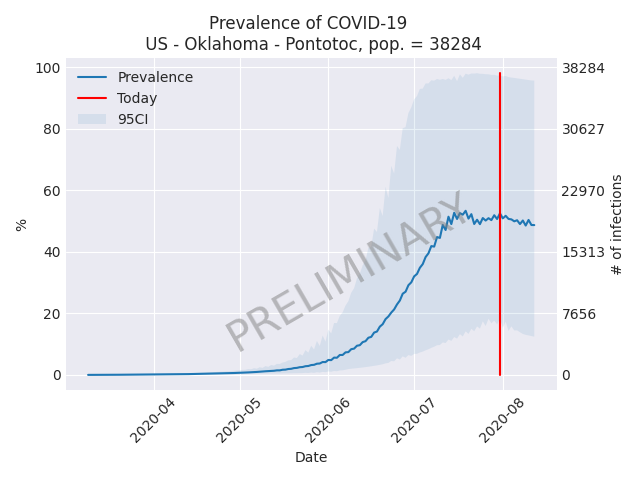 Prevalence of COVID-19
US - Oklahoma - Pontotoc, pop. = 38284
Prevalence
Today
95CI
100
80
60
40
20
0
%
38284
30627
22970
15313
7656
0
# of infections
PRELIMINARY
2020-04
2020-05
2020-06
2020-07
2020-08
Date